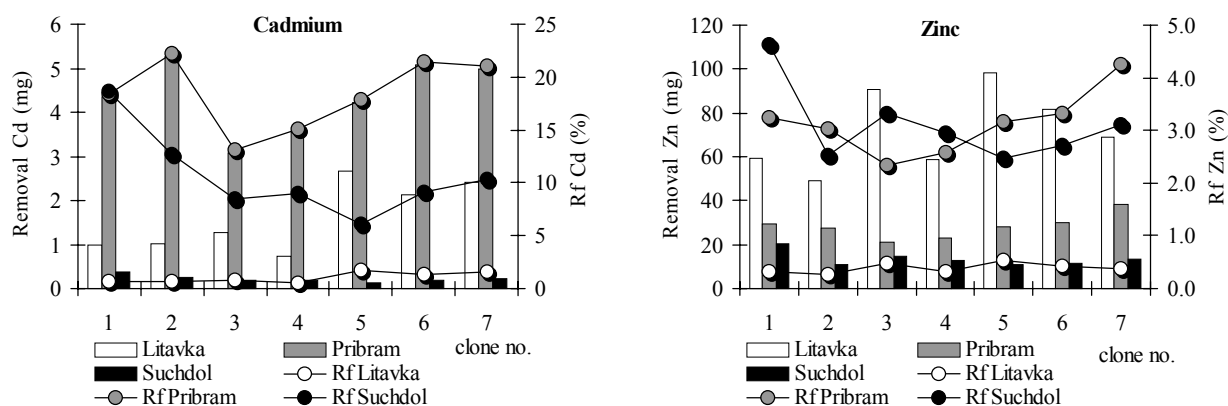 Cadmium
Removal Cd (mg)
6
5
4
3
2
1
0
25
20
15
10
5
0
Rf Cd (%)
1 2 3 4 5 6 7
clone no.
Litavka Pribram
Suchdol Rf Litavka
Rf Pribram Rf Suchdol
Zinc
Removal Zn (mg)
120
100
80
60
40
20
0
5.0
4.0
3.0
2.0
1.0
0.0
Rf Zn (%)
1 2 3 4 5 6 7
clone no.
Litavka Pribram
Suchdol Rf Litavka
Rf Pribram Rf Suchdol